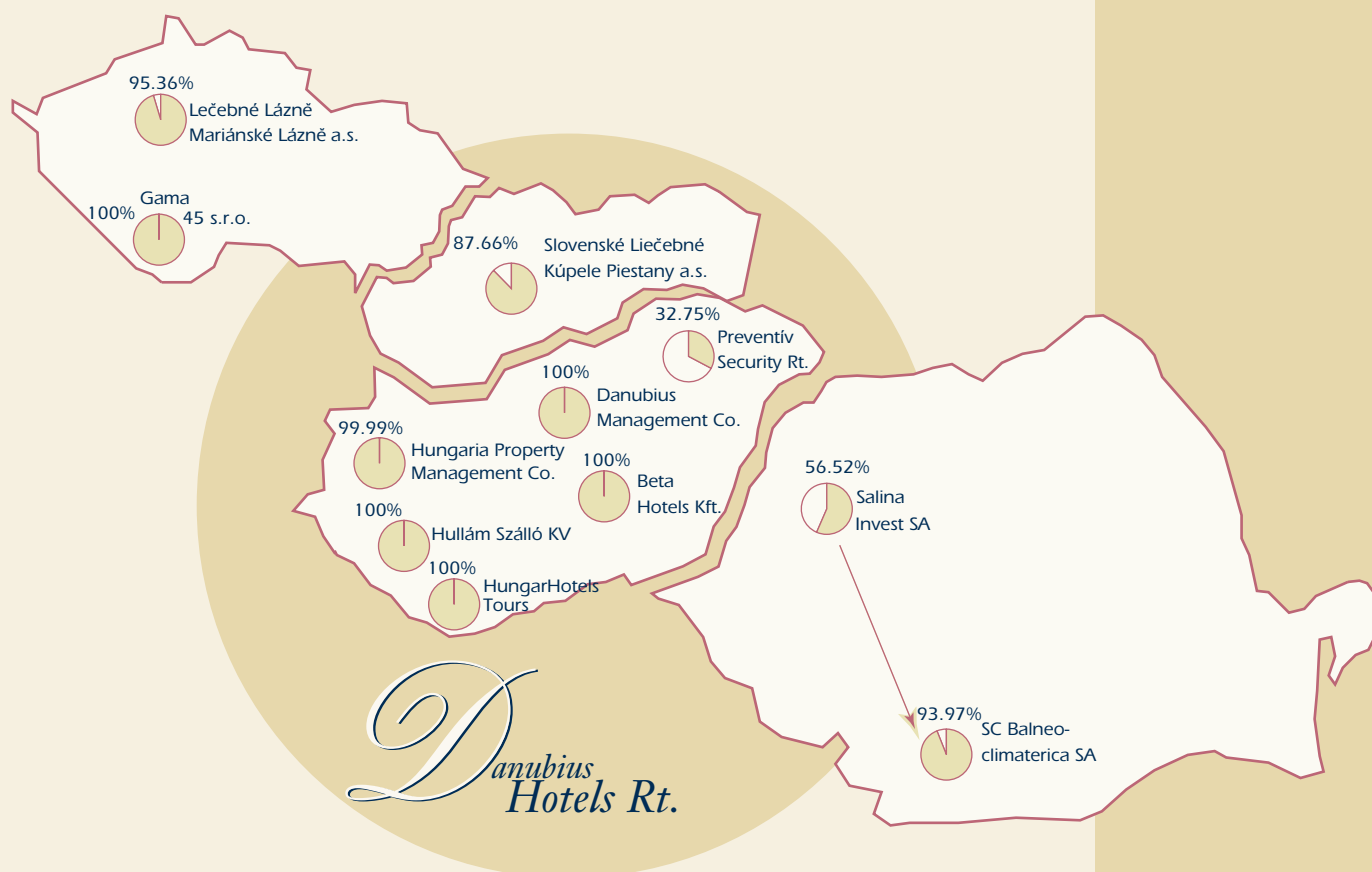 95.36%
Lečebné Lázně
Mariánské Lázně a.s.
Gama
100%
45 s.r.o.
87.66%
Slovenské Liečebné
Kúpele Piestany a.s.
32.75%
Preventív
Security Rt.
100%
Danubius
Management Co.
99.99%
Hungaria Property
Management Co.
100%
Beta
Hotels Kft.
100%
Hullám Szálló KV
100%
HungarHotels
Tours
56.52%
Salina
Invest SA
93.97%
SC Balneo-
climaterica SA
Danubius
Hotels Rt.